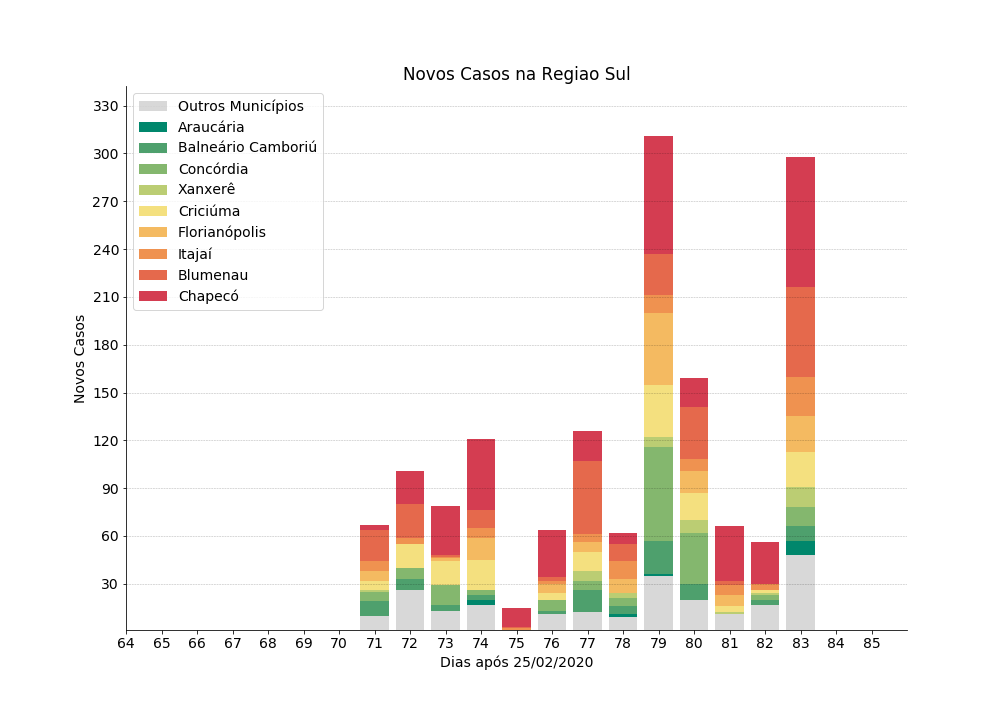 Novos Casos na Regiao Sul
Outros Municípios
Araucária
Balneário Camboriú
Concórdia
Xanxerê
Criciúma
Florianópolis
Itajaí
Blumenau
Chapecó
Novos Casos
330
300
270
240
210
180
150
120
90
60
30
64 65 66 67 68 69 70 71 72 73 74 75 76 77 78 79 80 81 82 83 84 85
Dias após 25/02/2020